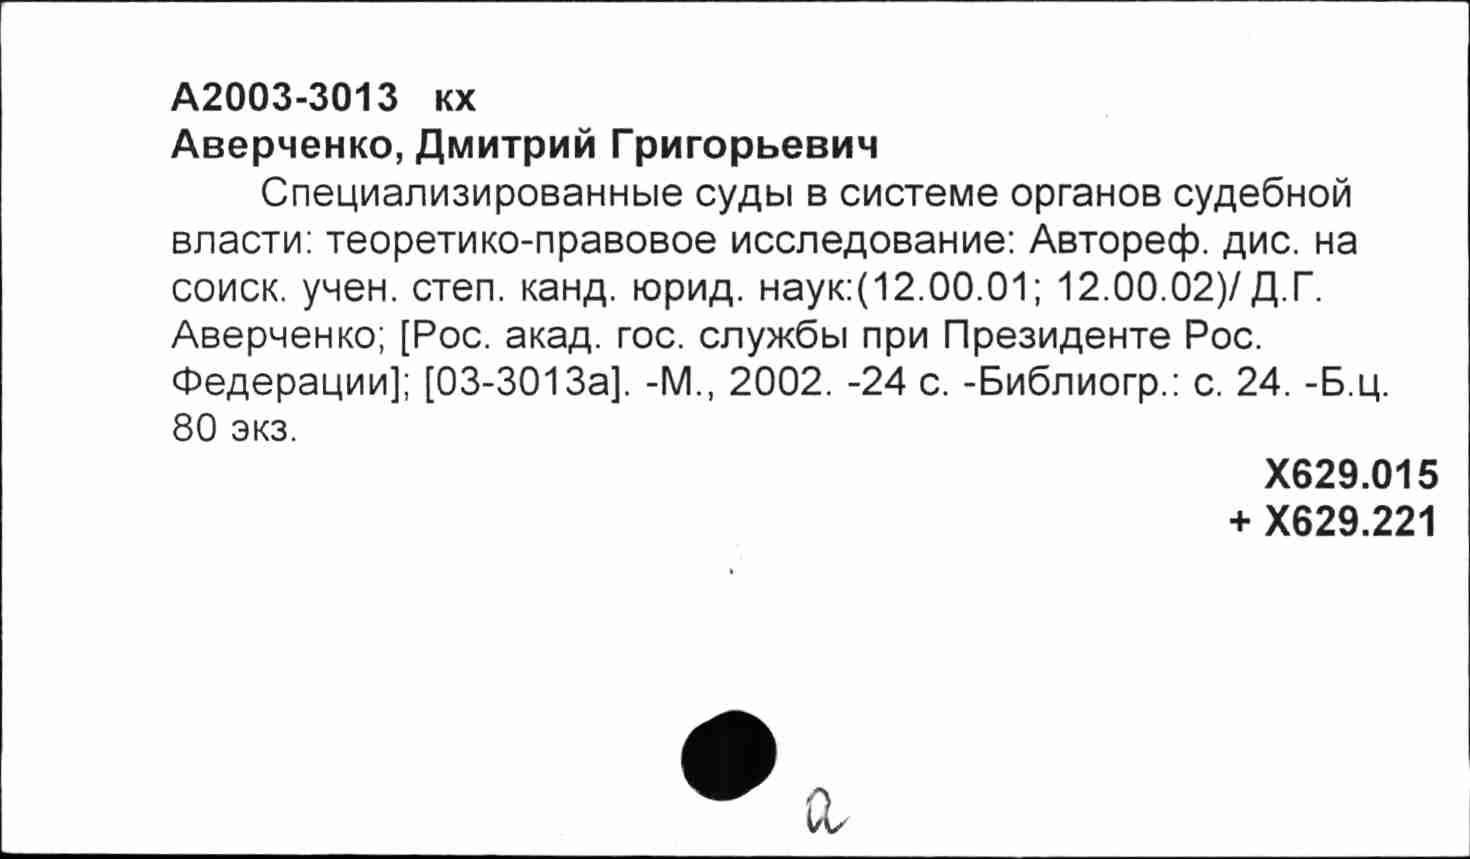 А2003-3013 кх
Аверченко, Дмитрий Григорьевич
Специализированные суды в системе органов судебной
власти: теоретико-правовое исследование: Автореф. дис. на
соиск. учен. степ. канд. юрид. наук:(12.00.01; 12.00.02)/ Д.Г.
Аверченко; [Рос. акад. гос. службы при Президенте Рос.
Федерации]; [03-3013а]. -М., 2002. -24 с. -Библиогр.: с. 24. -Б.ц.
80 экз.
Х629.015
+ Х629.221
а